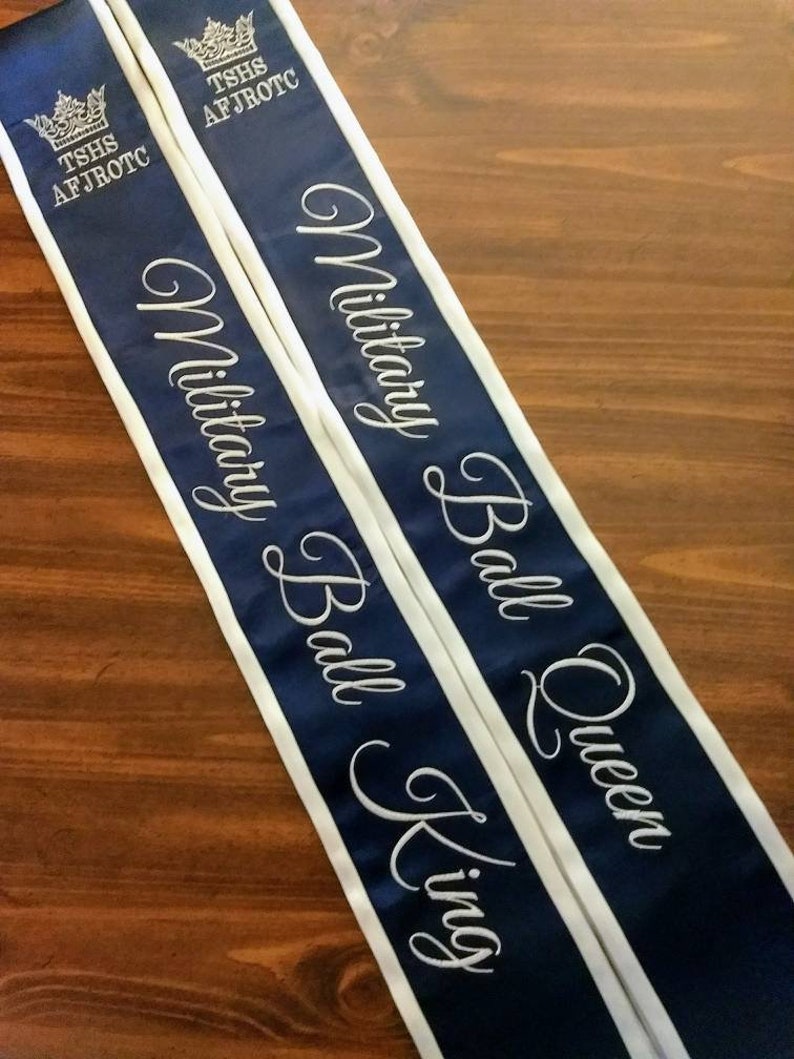 TSHS
AFJROTC
Military Ball King
TSHS
AFJROTC
Military Ball Queen